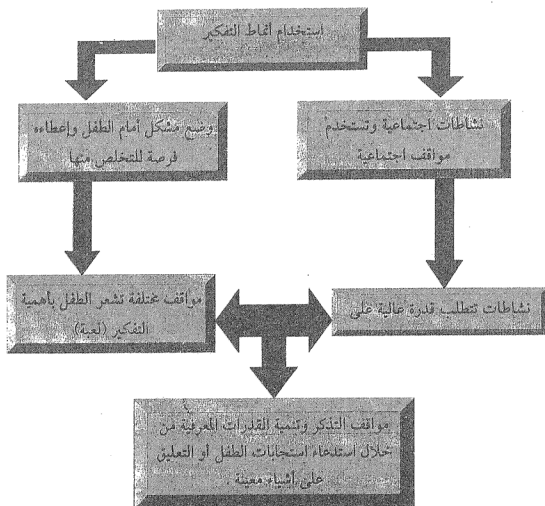 استخدام أنماط التفكير
نشاطات اجتماعية وتستخدم
مواقف اجتماعية
وضع مشكل أمام الطفل وإعطاءه
فرصة للتخلص منها
نشاطات تتطلب قدرة عالية على
مواقف مختلفة تشعر الطفل بأهمية
التفكير (لعبة)
مواقف التذكر وتنمية القدرات المعرفية من
خلال استدعاء استجابات الطفل أو التعليق
على أشياء معينة .